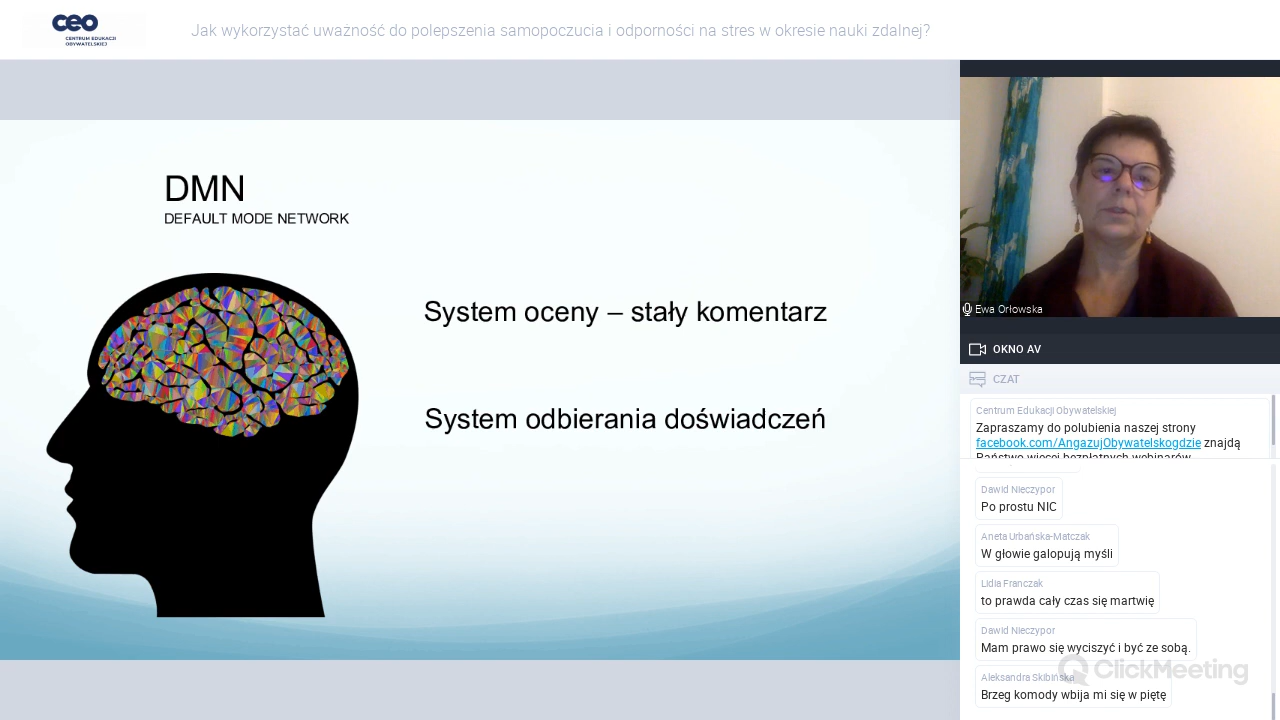 ceo
CENTRUM EDUKACJI
OBYWATELSKIEJ
Jak wykorzystać uważność do polepszenia samopoczucia i odporności na stres w okresie nauki zdalnej?
DMN
DEFAULT MODE NETWORK
System oceny – stały komentarz
System odbierania doświadczeń
Ewa Orłowska
OKNO AV
CZAT
Centrum Edukacji Obywatelskiej
Zapraszamy do polubienia naszej strony
facebook.com/AngazujObywatelskogdzie znajdą
Państwo więcej bezpłatnych webinarów
Dawid Nieczypor
Po prostu NIC
Aneta Urbańska-Matczak
W głowie galopują myśli
Lidia Franczak
to prawda cały czas się martwię
Dawid Nieczypor
Mam prawo się wyciszyć i być ze sobą.
ClickMeeting
Aleksandra Skibińska
Brzeg komody wbija mi się w piętę